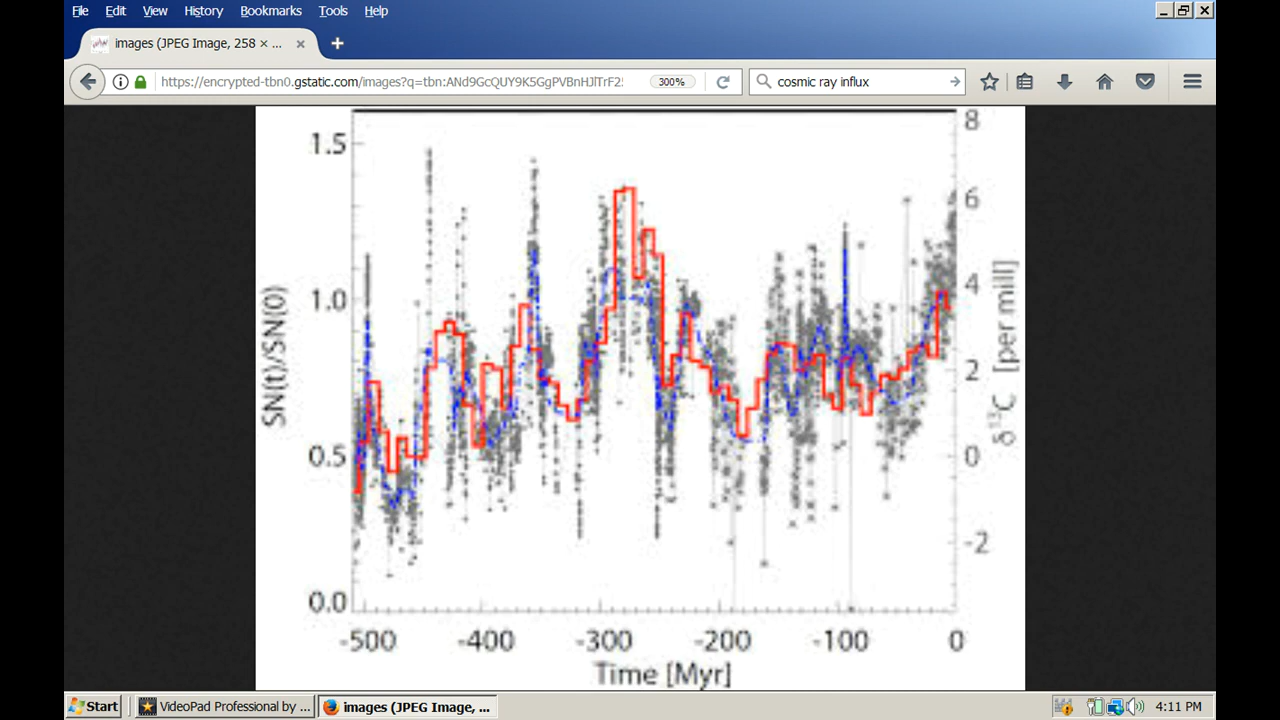 File Edit View History Bookmarks Tools Help
images (JPEG Image, 258 × ...
https://encrypted-tbn0.gstatic.com/images?q=tbn:ANd9GcQUY9K5GgPVBnHJlTrF2
300%
cosmic ray influx
1.5
1.0
0.5
0.0
SN(t)/SN(0)
8
6
4
2
0
-2
δ¹³C [per mill]
-500 -400 -300 -200 -100 0
Time [Myr]
Start
VideoPad Professional by ...
images (JPEG Image, ...
4:11 PM